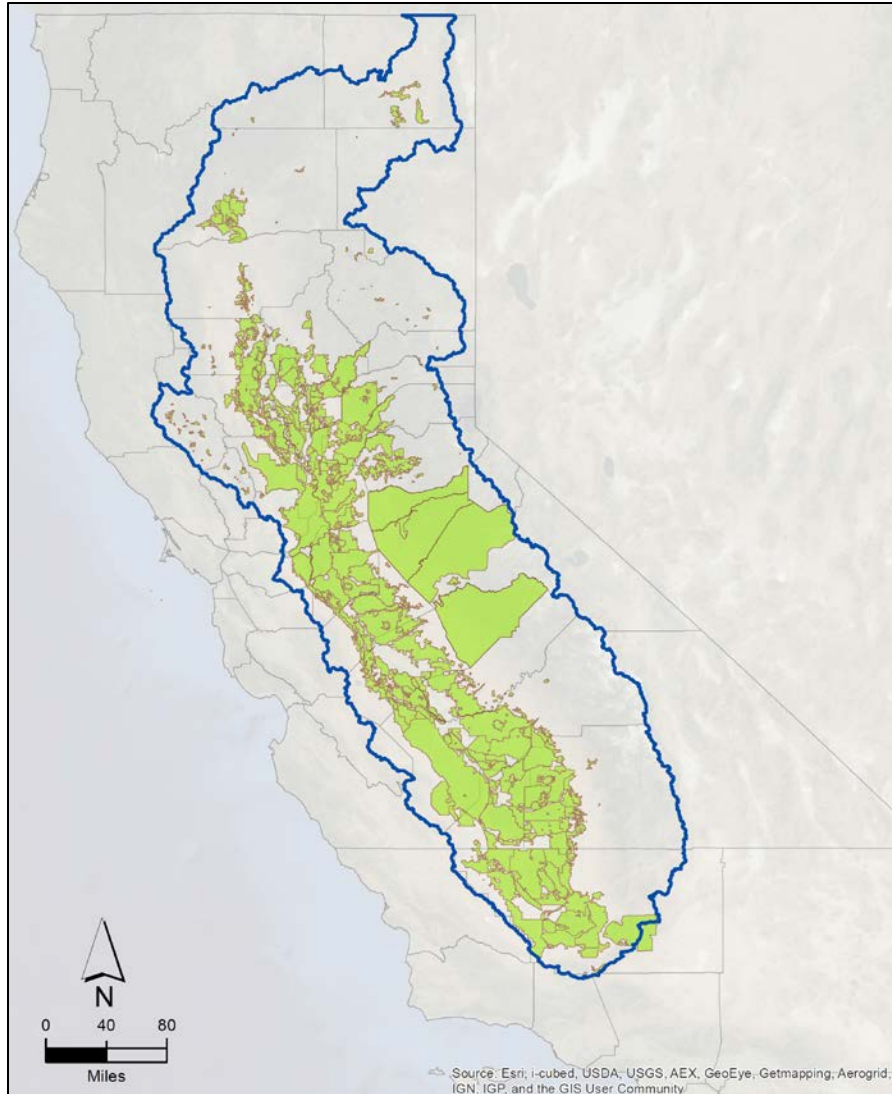 N
0 40 80
Miles
Source: Esri, i-cubed, USDA, USGS, AEX, GeoEye, Getmapping, Aerogrid,
IGN, IGP, and the GIS User Community